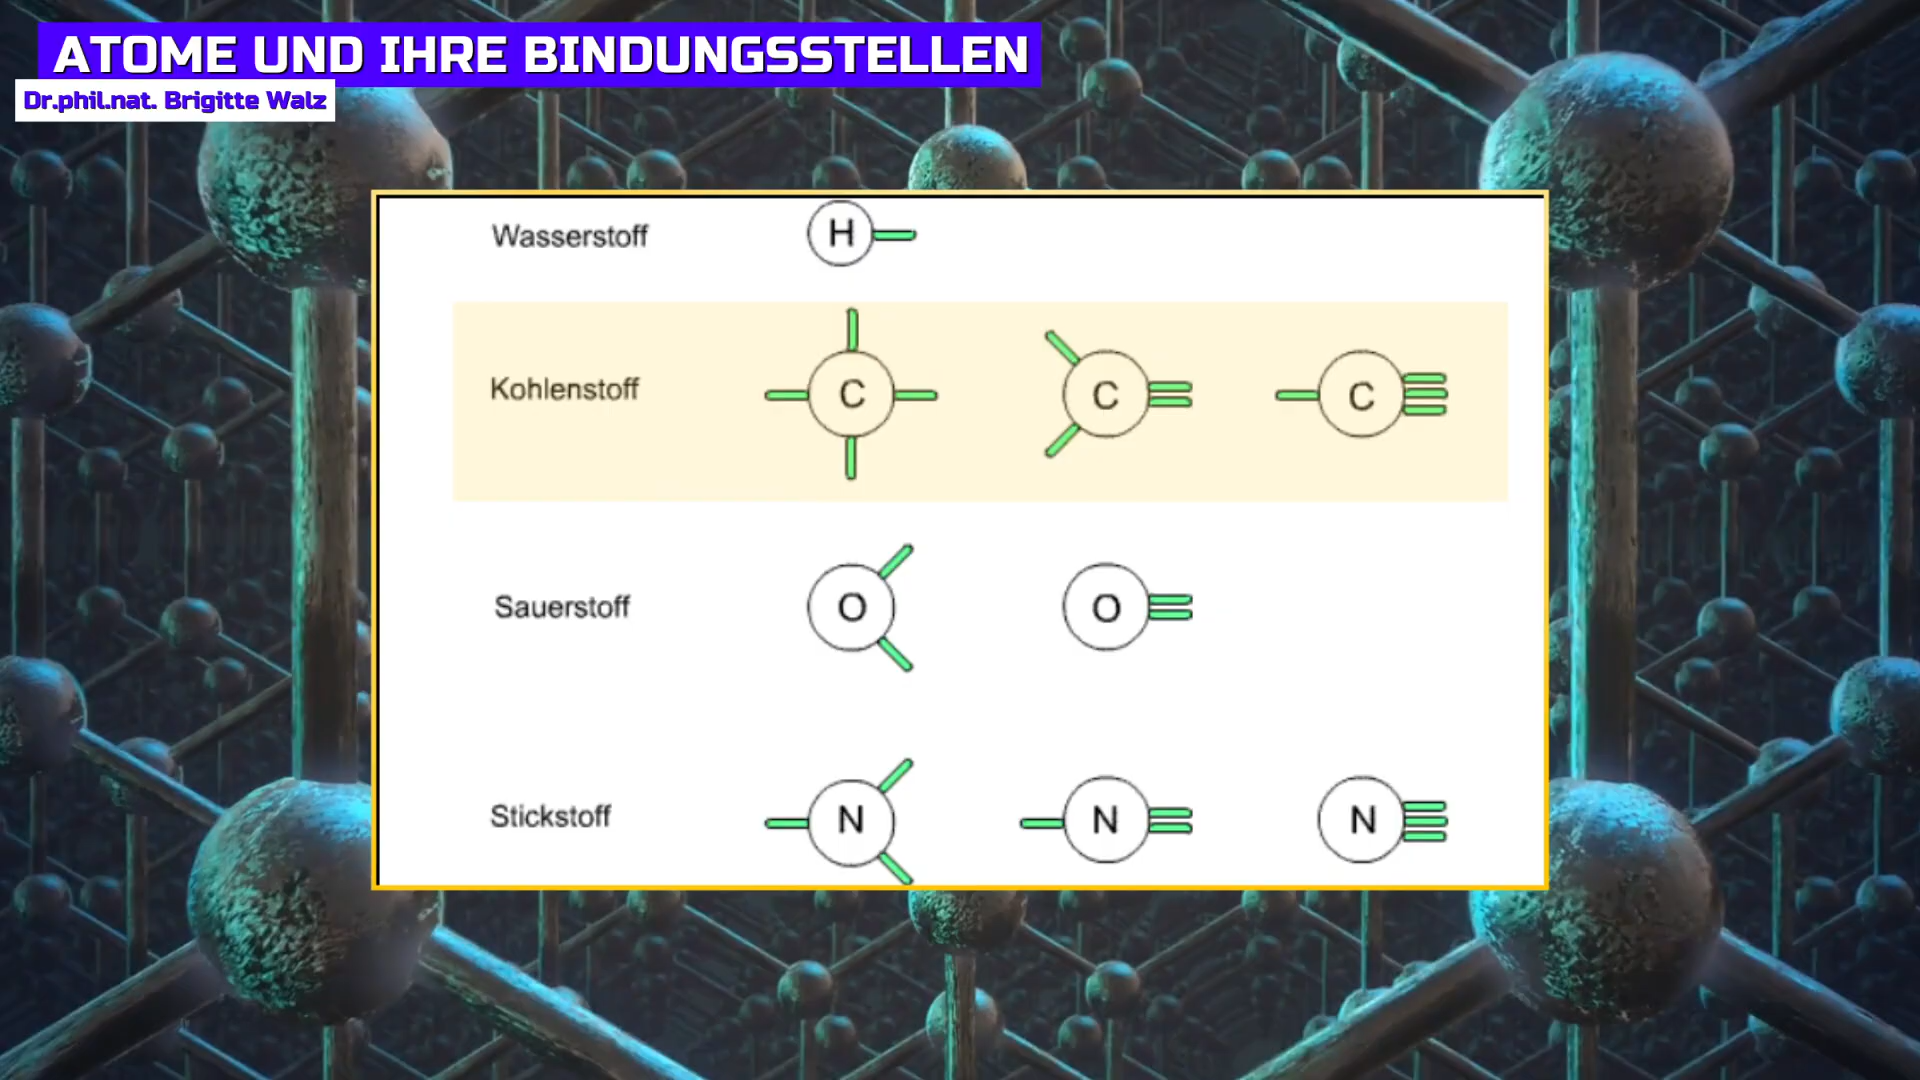 ATOME UND IHRE BINDUNGSSTELLEN
Dr.phil.nat. Brigitte Walz
Wasserstoff H
Kohlenstoff C C C
Sauerstoff O O
Stickstoff N N N